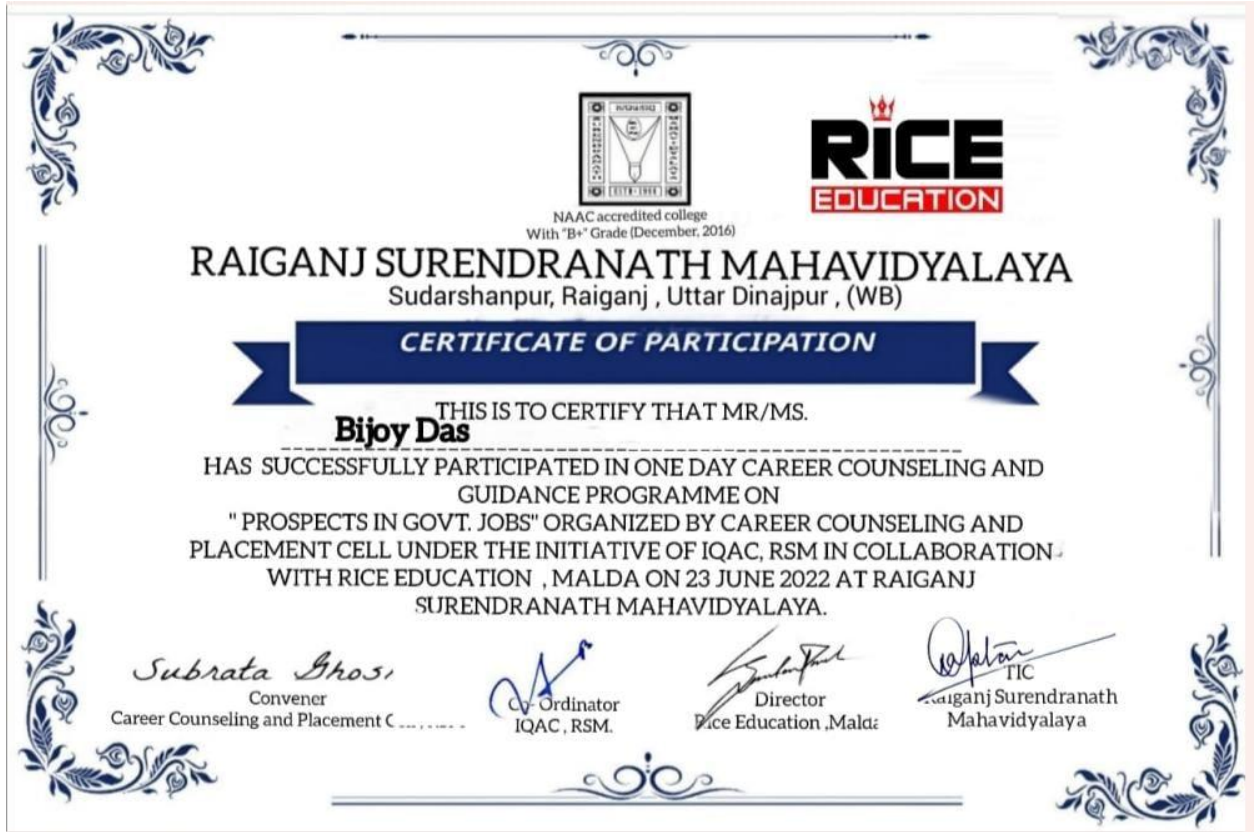 RICE
EDUCATION
ESTD-1968
NAAC accredited college
With "B+" Grade (December, 2016)
RAIGANJ SURENDRANATH MAHAVIDYALAYA
Sudarshanpur, Raiganj , Uttar Dinajpur , (WB)
CERTIFICATE OF PARTICIPATION
THIS IS TO CERTIFY THAT MR/MS.
Bijoy Das
HAS SUCCESSFULLY PARTICIPATED IN ONE DAY CAREER COUNSELING AND
GUIDANCE PROGRAMME ON
" PROSPECTS IN GOVT. JOBS" ORGANIZED BY CAREER COUNSELING AND
PLACEMENT CELL UNDER THE INITIATIVE OF IQAC, RSM IN COLLABORATION
WITH RICE EDUCATION , MALDA ON 23 JUNE 2022 AT RAIGANJ
SURENDRANATH MAHAVIDYALAYA.
Subrata Ghosh
Convener
Career Counseling and Placement
Co-Ordinator
IQAC , RSM.
Director
Rice Education ,Malda
TIC
Raiganj Surendranath
Mahavidyalaya